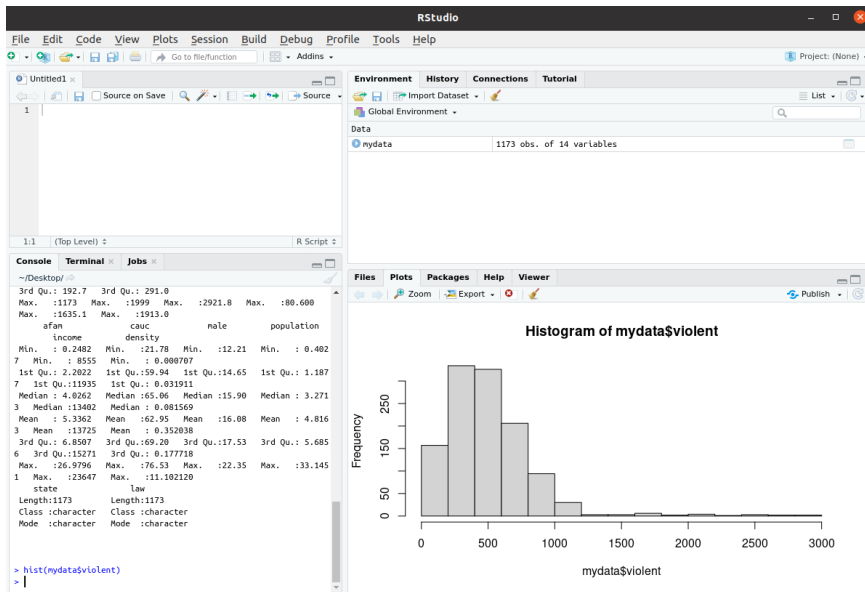 RStudio
File Edit Code View Plots Session Build Debug Profile Tools Help
Go to file/function Addins Project: (None)
Untitled1
Source on Save Source
1
1:1 (Top Level) R Script
Console Terminal Jobs
~/Desktop/
3rd Qu.: 192.7 3rd Qu.: 291.0
Max. :1173 Max. :1999 Max. :2921.8 Max. :80.600
Max. :1635.1 Max. :1913.0
afam cauc male population
income density
Min. : 0.2482 Min. :21.78 Min. :12.21 Min. : 0.402
7 Min. : 8555 Min. : 0.000707
1st Qu.: 2.2022 1st Qu.:59.94 1st Qu.:14.65 1st Qu.: 1.187
7 1st Qu.:11935 1st Qu.: 0.031911
Median : 4.0262 Median :65.06 Median :15.90 Median : 3.271
3 Median :13402 Median : 0.081569
Mean : 5.3362 Mean :62.95 Mean :16.08 Mean : 4.816
3 Mean :13725 Mean : 0.352038
3rd Qu.: 6.8507 3rd Qu.:69.20 3rd Qu.:17.53 3rd Qu.: 5.685
6 3rd Qu.:15271 3rd Qu.: 0.177718
Max. :26.9796 Max. :76.53 Max. :22.35 Max. :33.145
1 Max. :23647 Max. :11.102120
state law
Length:1173 Length:1173
Class :character Class :character
Mode :character Mode :character
> hist(mydata$violent)
>
Environment History Connections Tutorial
Import Dataset List
Global Environment
Data
mydata 1173 obs. of 14 variables
Files Plots Packages Help Viewer
Zoom Export Publish
Histogram of mydata$violent
Frequency
250
150
50
0
0 500 1000 1500 2000 2500 3000
mydata$violent